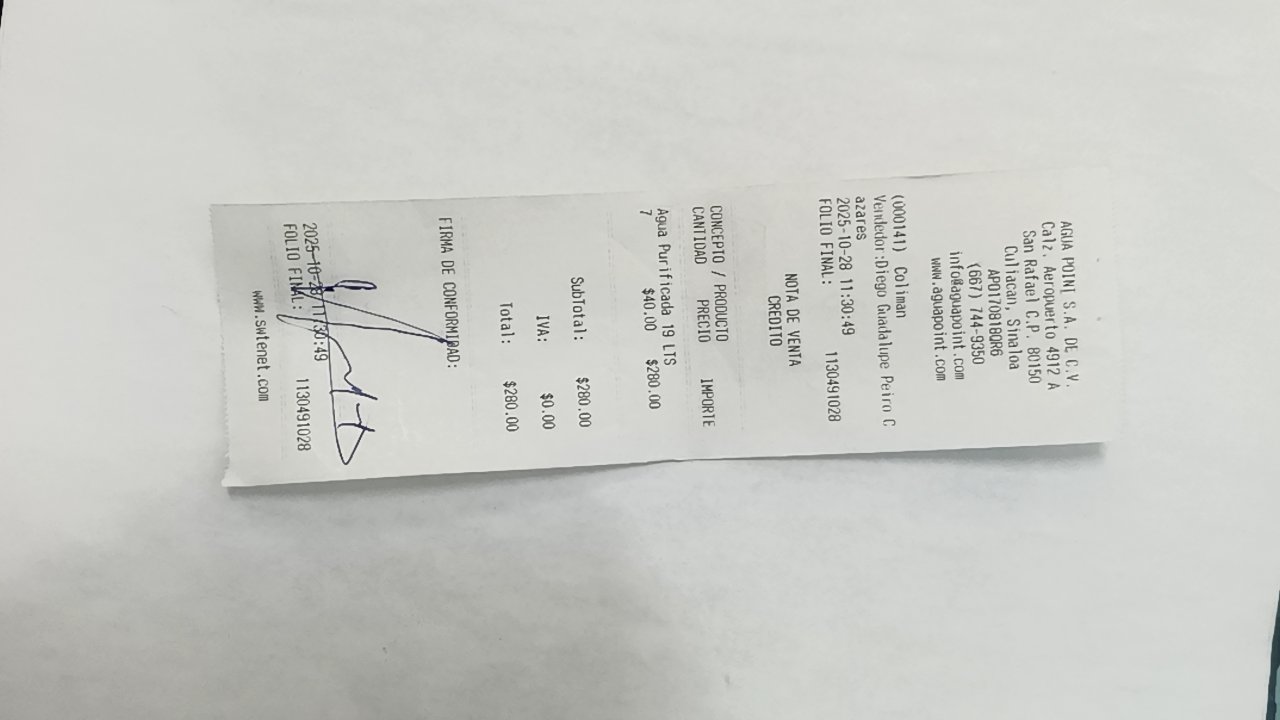 AGUA POINT S.A. DE C.V.
Calz. Aeropuerto 4912 A
San Rafael C.P. 80150
Culiacan, Sinaloa
APO170818QR6
(667) 744-9350
info@aguapoint.com
www.aguapoint.com
(000141) Coliman
Vendedor:Diego Guadalupe Peiro C
azares
2025-10-28 11:30:49
FOLIO FINAL: 1130491028
NOTA DE VENTA
CREDITO
CONCEPTO / PRODUCTO
CANTIDAD PRECIO IMPORTE
Agua Purificada 19 LTS
7 $40.00 $280.00
SubTotal: $280.00
IVA: $0.00
Total: $280.00
FIRMA DE CONFORMIDAD:
2025-10-28 11:30:49
FOLIO FINAL: 1130491028
www.swtenet.com